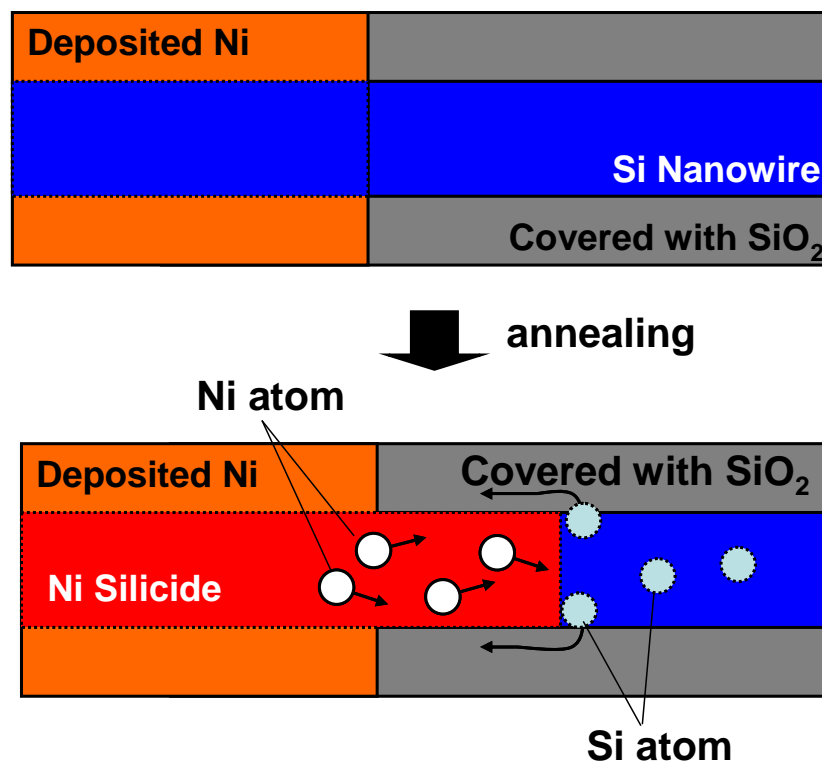 Deposited Ni
Si Nanowire
Covered with SiO₂
annealing
Ni atom
Deposited Ni
Covered with SiO₂
Ni Silicide
Si atom